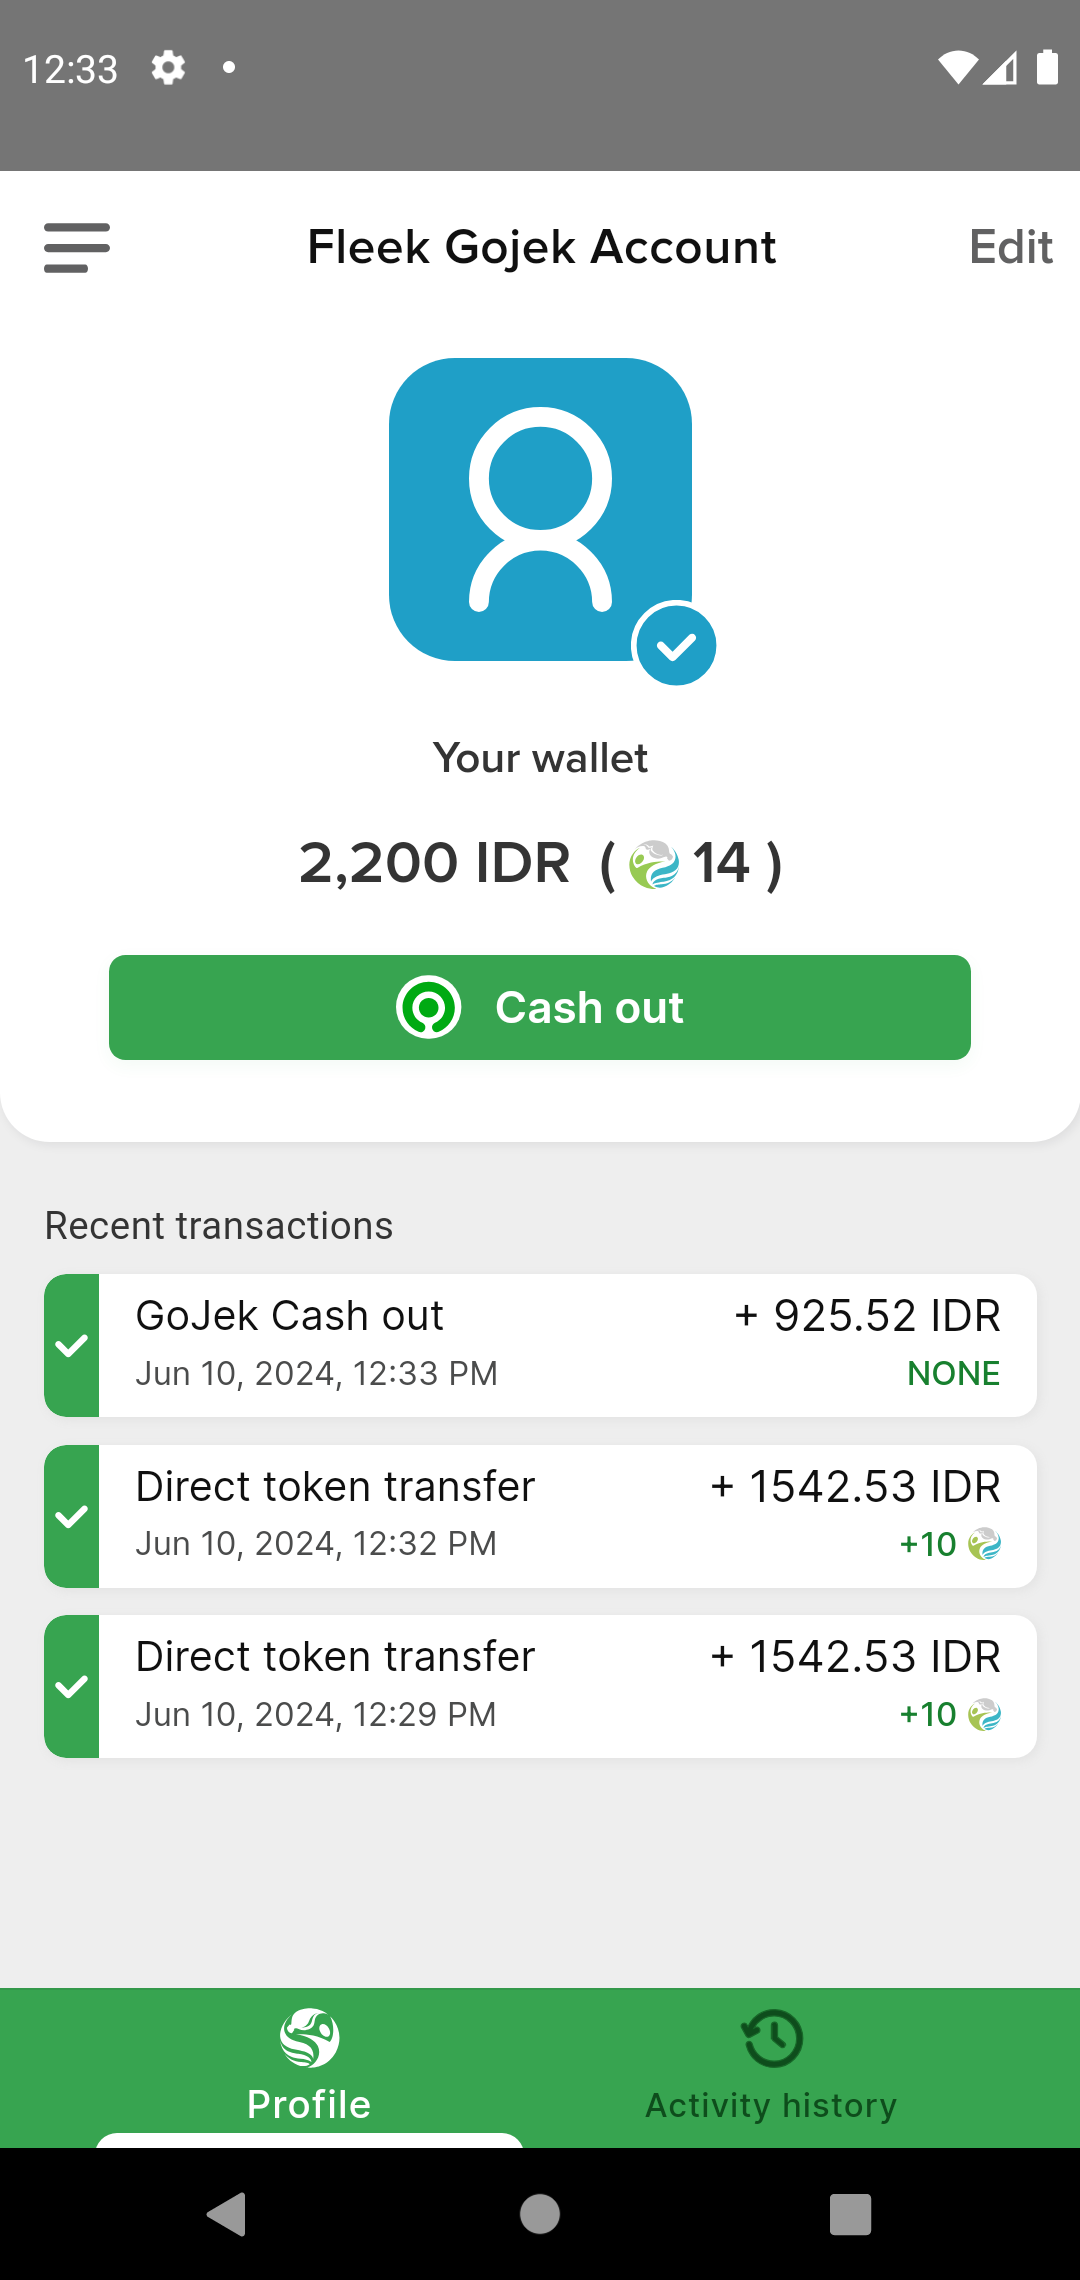 12:33
Fleek Gojek Account
Edit
Your wallet
2,200 IDR ( 14 )
Cash out
Recent transactions
GoJek Cash out
+ 925.52 IDR
Jun 10, 2024, 12:33 PM
NONE
Direct token transfer
+ 1542.53 IDR
Jun 10, 2024, 12:32 PM
+10
Direct token transfer
+ 1542.53 IDR
Jun 10, 2024, 12:29 PM
+10
Profile
Activity history